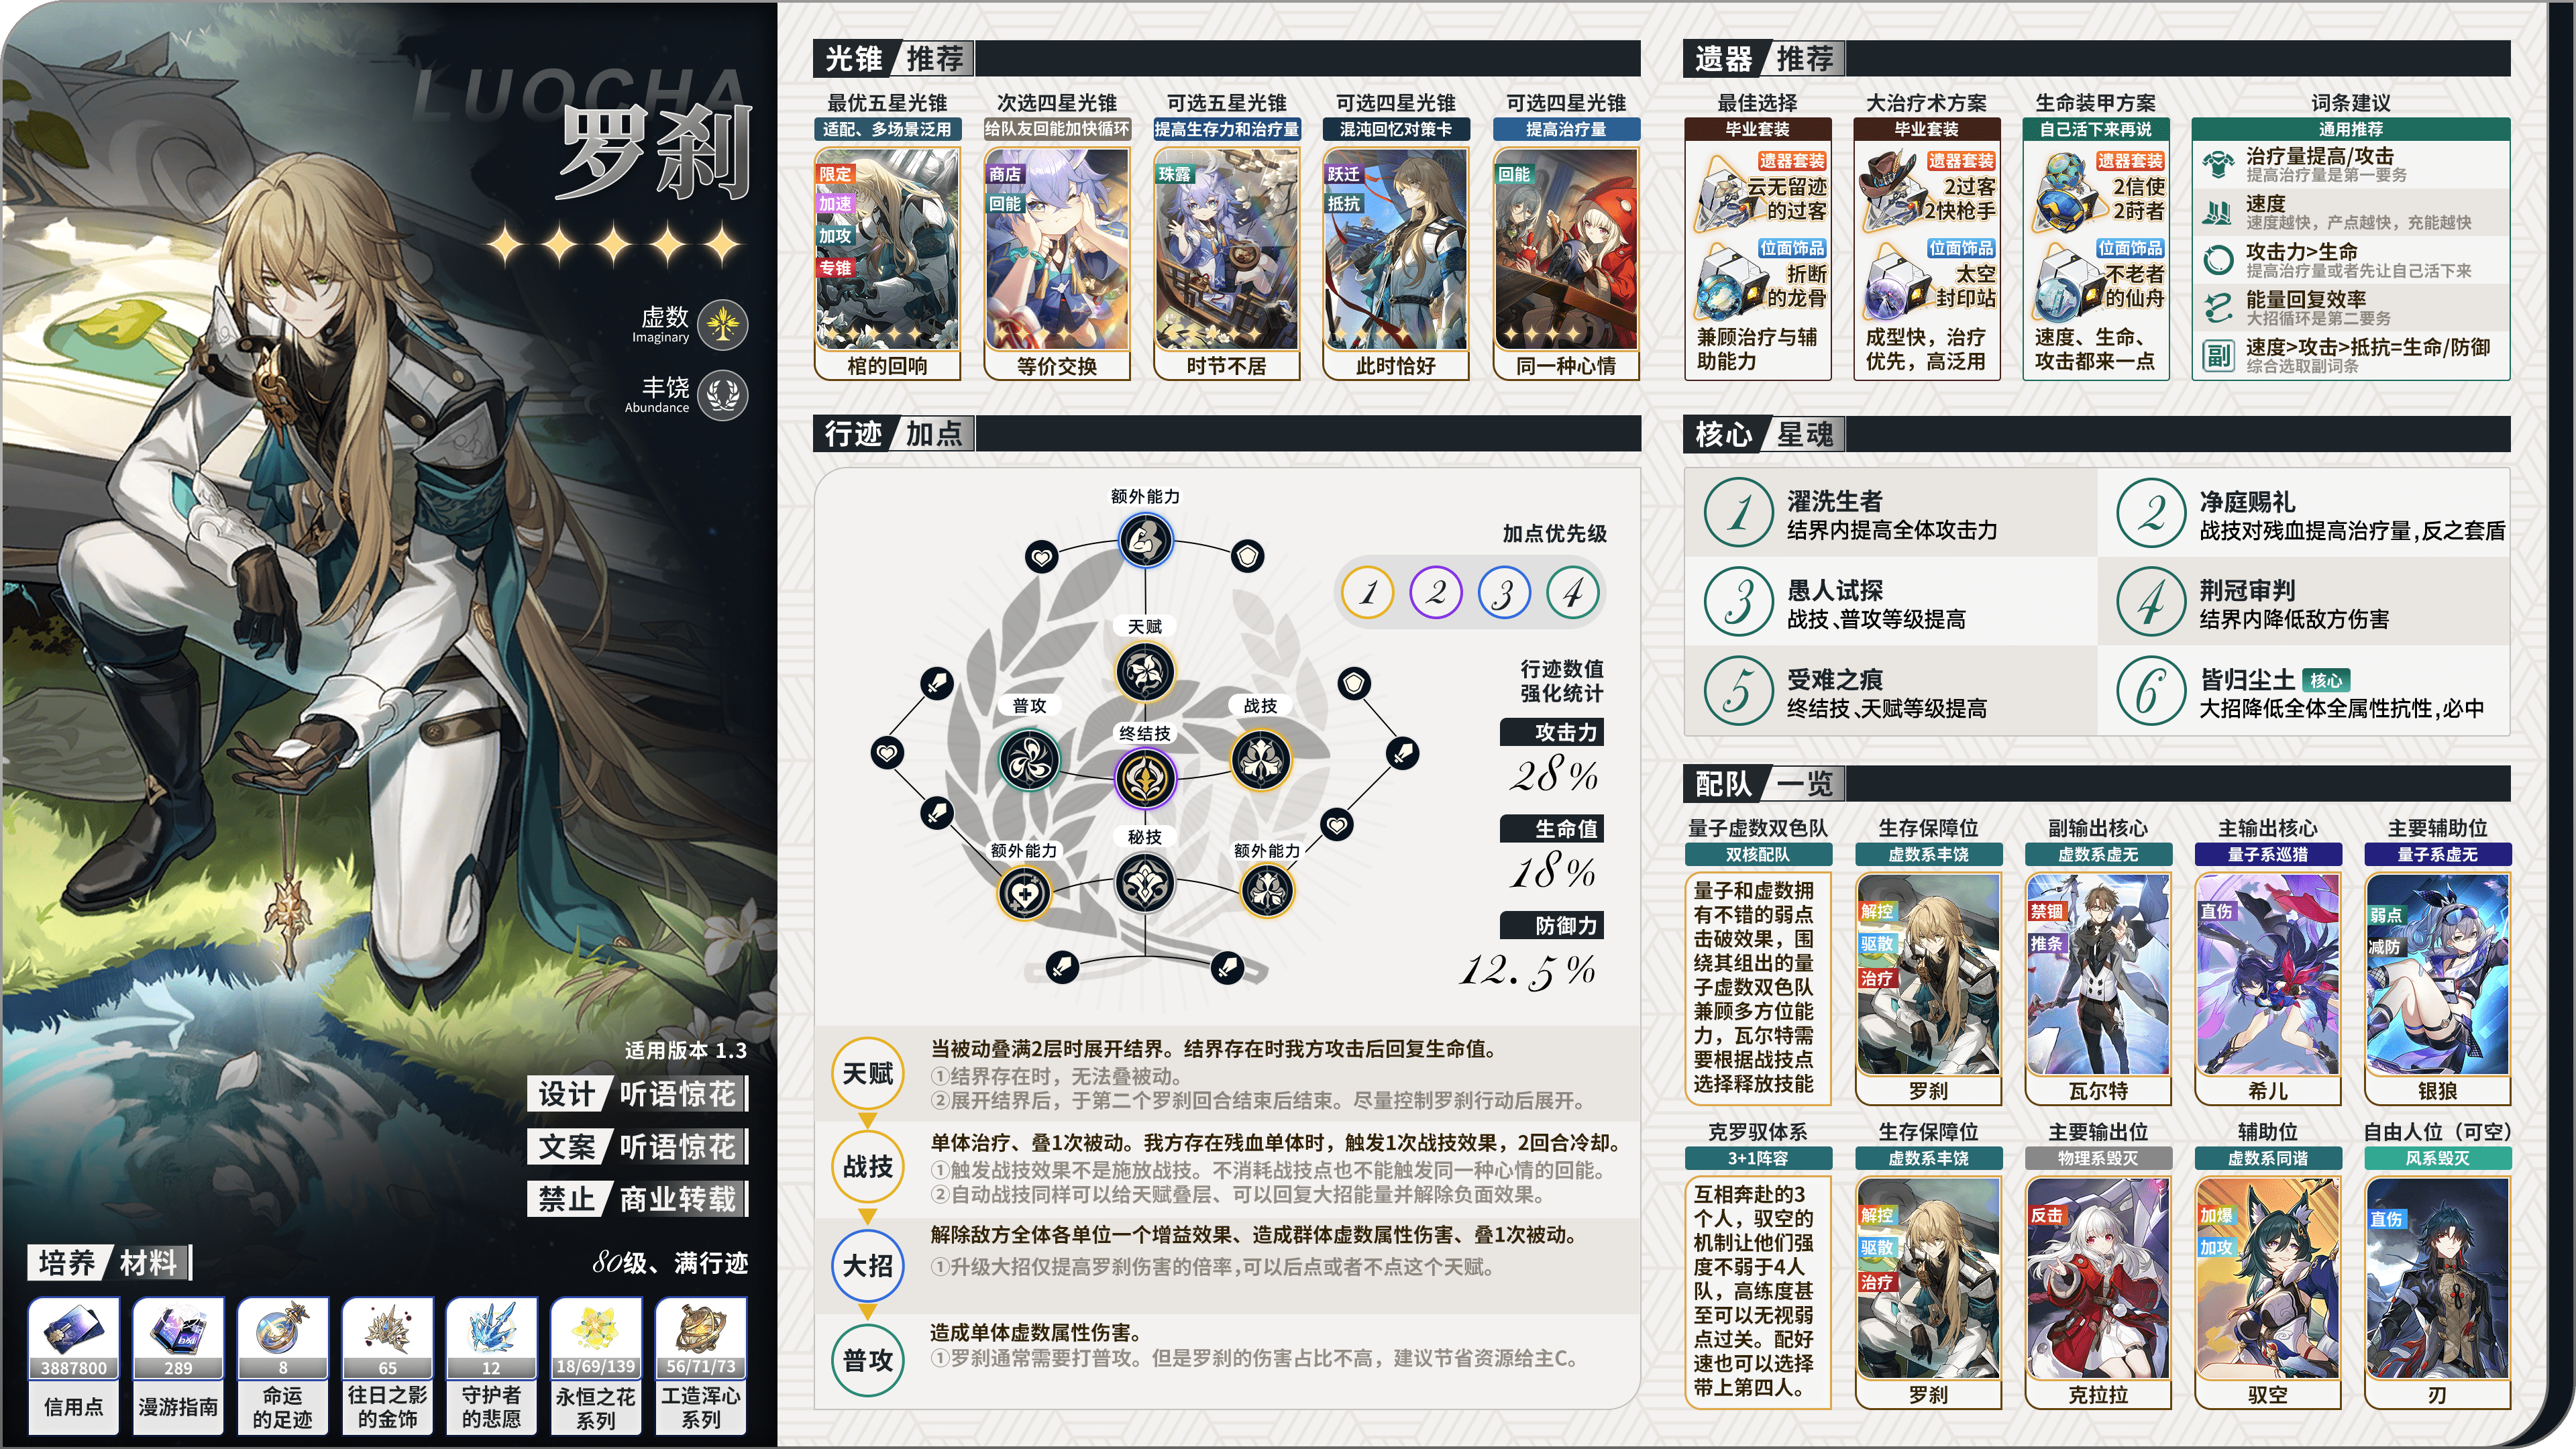 LUOCHA
罗刹
虚数
Imaginary
丰饶
Abundance
适用版本 1.3
设计 听语惊花
文案 听语惊花
禁止 商业转载
培养 材料
80级、满行迹
3887800
信用点
289
漫游指南
8
命运
的足迹
65
往日之影
的金饰
12
守护者
的悲愿
18/69/139
永恒之花
系列
56/71/73
工造浑心
系列
光锥 推荐
最优五星光锥
适配、多场景泛用
限定
加速
加攻
专锥
棺的回响
次选四星光锥
给队友回能加快循环
商店
回能
等价交换
可选五星光锥
提高生存力和治疗量
珠露
时节不居
可选四星光锥
混沌回忆对策卡
跃迁
抵抗
此时恰好
可选四星光锥
提高治疗量
回能
同一种心情
行迹 加点
额外能力
天赋
普攻
战技
终结技
秘技
额外能力
额外能力
加点优先级
1 2 3 4
行迹数值
强化统计
攻击力
28%
生命值
18%
防御力
12.5%
天赋
当被动叠满2层时展开结界。结界存在时我方攻击后回复生命值。
①结界存在时，无法叠被动。
②展开结界后，于第二个罗刹回合结束后结束。尽量控制罗刹行动后展开。
战技
单体治疗、叠1次被动。我方存在残血单体时，触发1次战技效果，2回合冷却。
①触发战技效果不是施放战技。不消耗战技点也不能触发同一种心情的回能。
②自动战技同样可以给天赋叠层、可以回复大招能量并解除负面效果。
大招
解除敌方全体各单位一个增益效果、造成群体虚数属性伤害、叠1次被动。
①升级大招仅提高罗刹伤害的倍率,可以后点或者不点这个天赋。
普攻
造成单体虚数属性伤害。
①罗刹通常需要打普攻。但是罗刹的伤害占比不高，建议节省资源给主C。
遗器 推荐
最佳选择
毕业套装
遗器套装
云无留迹
的过客
位面饰品
折断
的龙骨
兼顾治疗与辅
助能力
大治疗术方案
毕业套装
遗器套装
2过客
2快枪手
位面饰品
太空
封印站
成型快，治疗
优先，高泛用
生命装甲方案
自己活下来再说
遗器套装
2信使
2莳者
位面饰品
不老者
的仙舟
速度、生命、
攻击都来一点
词条建议
通用推荐
治疗量提高/攻击
提高治疗量是第一要务
速度
速度越快，产点越快，充能越快
攻击力>生命
提高治疗量或者先让自己活下来
能量回复效率
大招循环是第二要务
副
速度>攻击>抵抗=生命/防御
综合选取副词条
核心 星魂
1
濯洗生者
结界内提高全体攻击力
2
净庭赐礼
战技对残血提高治疗量,反之套盾
3
愚人试探
战技、普攻等级提高
4
荆冠审判
结界内降低敌方伤害
5
受难之痕
终结技、天赋等级提高
6
皆归尘土 核心
大招降低全体全属性抗性,必中
配队 一览
量子虚数双色队
双核配队
量子和虚数拥
有不错的弱点
击破效果，围
绕其组出的量
子虚数双色队
兼顾多方位能
力，瓦尔特需
要根据战技点
选择释放技能
生存保障位
虚数系丰饶
解控
驱散
治疗
罗刹
副输出核心
虚数系虚无
禁锢
推条
瓦尔特
主输出核心
量子系巡猎
直伤
希儿
主要辅助位
量子系虚无
弱点
减防
银狼
克罗驭体系
3+1阵容
互相奔赴的3
个人，驭空的
机制让他们强
度不弱于4人
队，高练度甚
至可以无视弱
点过关。配好
速也可以选择
带上第四人。
生存保障位
虚数系丰饶
解控
驱散
治疗
罗刹
主要输出位
物理系毁灭
反击
克拉拉
辅助位
虚数系同谐
加爆
加攻
驭空
自由人位（可空）
风系毁灭
直伤
刃